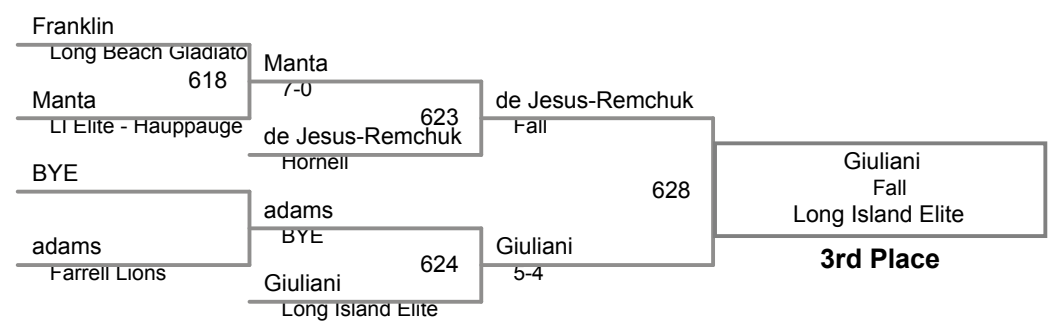 Franklin
Long Beach Gladiato
618
Manta
LI Elite - Hauppauge
BYE
adams
Farrell Lions
Manta
7-0
623
de Jesus-Remchuk
Hornell
adams
BYE
624
Giuliani
Long Island Elite
de Jesus-Remchuk
Fall
628
Giuliani
5-4
Giuliani
Fall
Long Island Elite
3rd Place